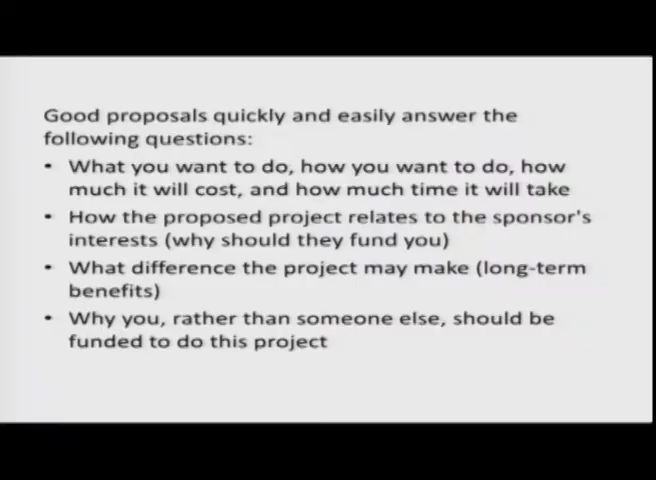 Good proposals quickly and easily answer the
following questions:
• What you want to do, how you want to do, how
much it will cost, and how much time it will take
• How the proposed project relates to the sponsor's
interests (why should they fund you)
• What difference the project may make (long-term
benefits)
• Why you, rather than someone else, should be
funded to do this project